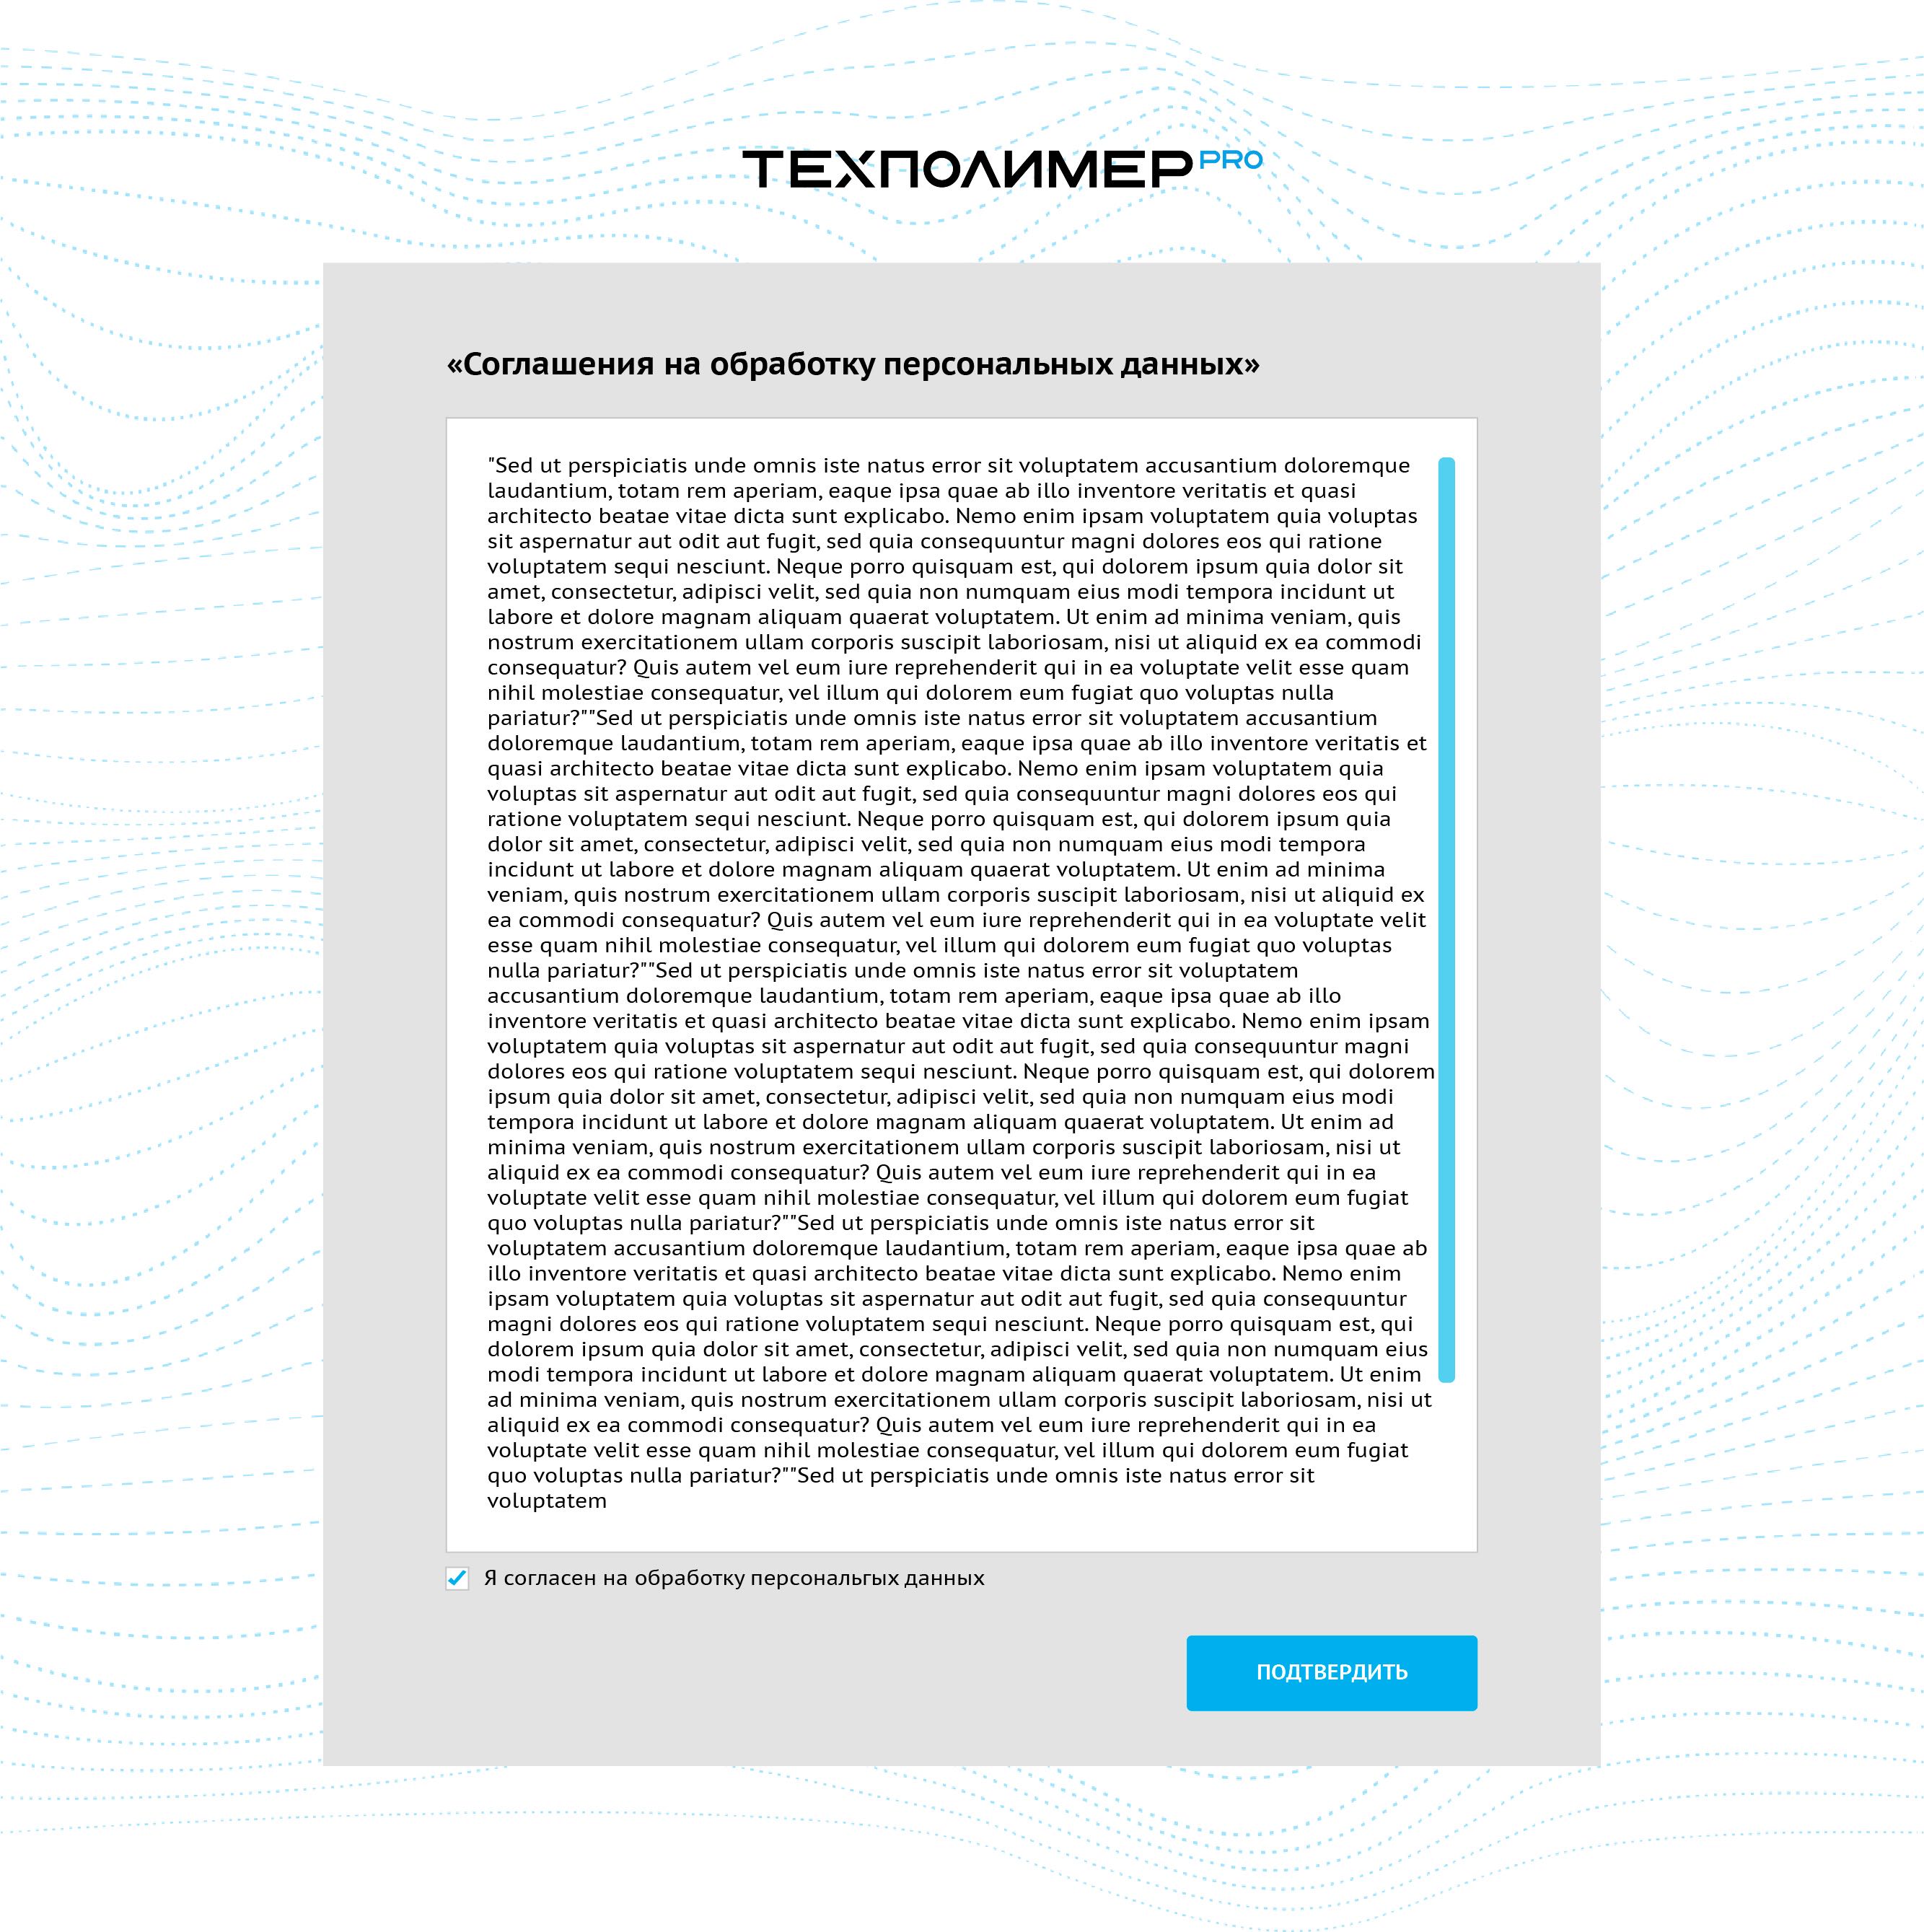 ТЕХПОЛИМЕР PRO
«Соглашения на обработку персональных данных»
"Sed ut perspiciatis unde omnis iste natus error sit voluptatem accusantium doloremque
laudantium, totam rem aperiam, eaque ipsa quae ab illo inventore veritatis et quasi
architecto beatae vitae dicta sunt explicabo. Nemo enim ipsam voluptatem quia voluptas
sit aspernatur aut odit aut fugit, sed quia consequuntur magni dolores eos qui ratione
voluptatem sequi nesciunt. Neque porro quisquam est, qui dolorem ipsum quia dolor sit
amet, consectetur, adipisci velit, sed quia non numquam eius modi tempora incidunt ut
labore et dolore magnam aliquam quaerat voluptatem. Ut enim ad minima veniam, quis
nostrum exercitationem ullam corporis suscipit laboriosam, nisi ut aliquid ex ea commodi
consequatur? Quis autem vel eum iure reprehenderit qui in ea voluptate velit esse quam
nihil molestiae consequatur, vel illum qui dolorem eum fugiat quo voluptas nulla
pariatur?""Sed ut perspiciatis unde omnis iste natus error sit voluptatem accusantium
doloremque laudantium, totam rem aperiam, eaque ipsa quae ab illo inventore veritatis et
quasi architecto beatae vitae dicta sunt explicabo. Nemo enim ipsam voluptatem quia
voluptas sit aspernatur aut odit aut fugit, sed quia consequuntur magni dolores eos qui
ratione voluptatem sequi nesciunt. Neque porro quisquam est, qui dolorem ipsum quia
dolor sit amet, consectetur, adipisci velit, sed quia non numquam eius modi tempora
incidunt ut labore et dolore magnam aliquam quaerat voluptatem. Ut enim ad minima
veniam, quis nostrum exercitationem ullam corporis suscipit laboriosam, nisi ut aliquid ex
ea commodi consequatur? Quis autem vel eum iure reprehenderit qui in ea voluptate velit
esse quam nihil molestiae consequatur, vel illum qui dolorem eum fugiat quo voluptas
nulla pariatur?""Sed ut perspiciatis unde omnis iste natus error sit voluptatem
accusantium doloremque laudantium, totam rem aperiam, eaque ipsa quae ab illo
inventore veritatis et quasi architecto beatae vitae dicta sunt explicabo. Nemo enim ipsam
voluptatem quia voluptas sit aspernatur aut odit aut fugit, sed quia consequuntur magni
dolores eos qui ratione voluptatem sequi nesciunt. Neque porro quisquam est, qui dolorem
ipsum quia dolor sit amet, consectetur, adipisci velit, sed quia non numquam eius modi
tempora incidunt ut labore et dolore magnam aliquam quaerat voluptatem. Ut enim ad
minima veniam, quis nostrum exercitationem ullam corporis suscipit laboriosam, nisi ut
aliquid ex ea commodi consequatur? Quis autem vel eum iure reprehenderit qui in ea
voluptate velit esse quam nihil molestiae consequatur, vel illum qui dolorem eum fugiat
quo voluptas nulla pariatur?""Sed ut perspiciatis unde omnis iste natus error sit
voluptatem accusantium doloremque laudantium, totam rem aperiam, eaque ipsa quae ab
illo inventore veritatis et quasi architecto beatae vitae dicta sunt explicabo. Nemo enim
ipsam voluptatem quia voluptas sit aspernatur aut odit aut fugit, sed quia consequuntur
magni dolores eos qui ratione voluptatem sequi nesciunt. Neque porro quisquam est, qui
dolorem ipsum quia dolor sit amet, consectetur, adipisci velit, sed quia non numquam eius
modi tempora incidunt ut labore et dolore magnam aliquam quaerat voluptatem. Ut enim
ad minima veniam, quis nostrum exercitationem ullam corporis suscipit laboriosam, nisi ut
aliquid ex ea commodi consequatur? Quis autem vel eum iure reprehenderit qui in ea
voluptate velit esse quam nihil molestiae consequatur, vel illum qui dolorem eum fugiat
quo voluptas nulla pariatur?""Sed ut perspiciatis unde omnis iste natus error sit
voluptatem
Я согласен на обработку персональгых данных
ПОДТВЕРДИТЬ